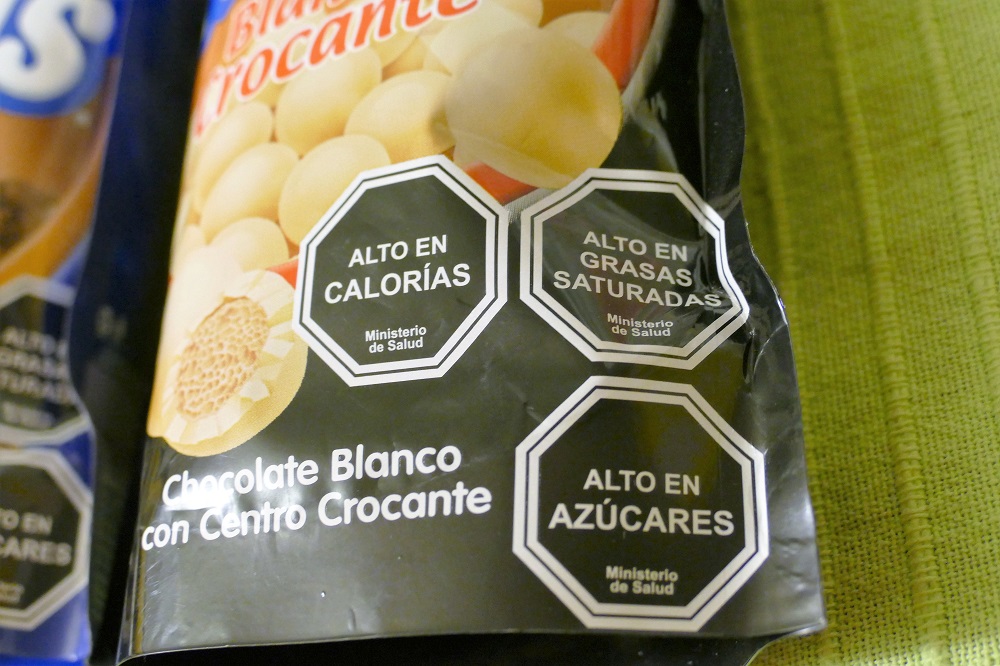 Crocante
ALTO EN
CALORÍAS
Ministerio
de Salud
ALTO EN
GRASAS
SATURADAS
Ministerio
de Salud
Chocolate Blanco
con Centro Crocante
ALTO EN
AZÚCARES
Ministerio
de Salud